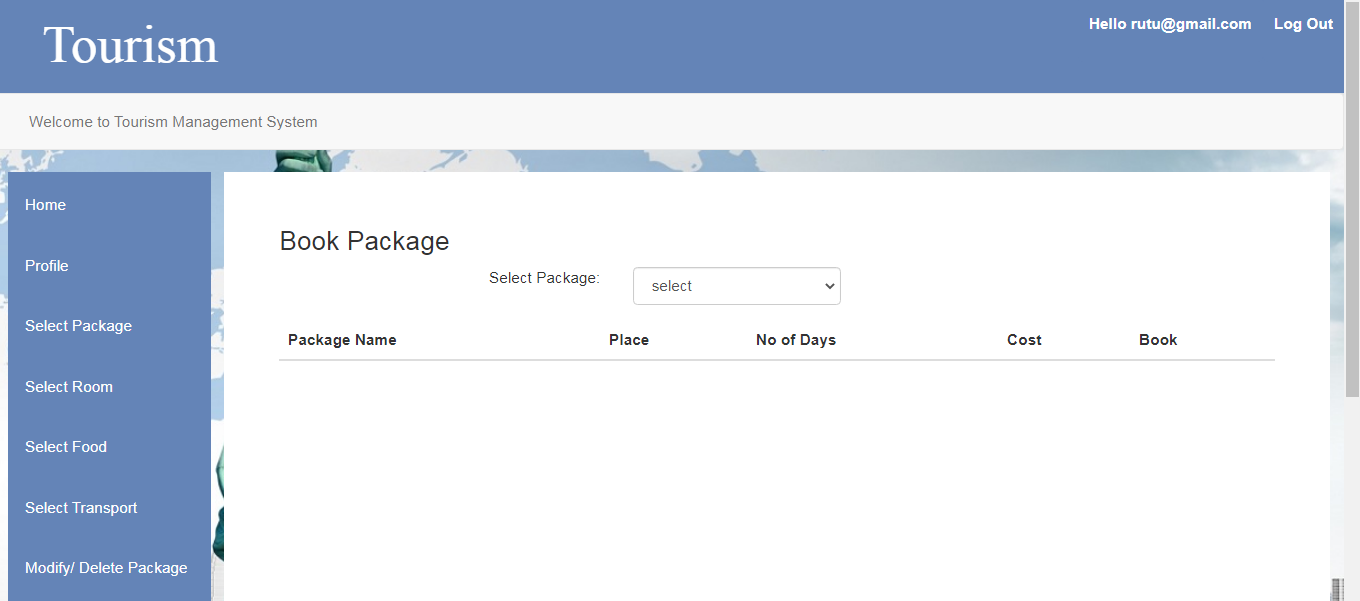 Tourism
Hello rutu@gmail.com Log Out
Welcome to Tourism Management System
Home
Profile
Select Package
Select Room
Select Food
Select Transport
Modify/ Delete Package
Book Package
Select Package: select
Package Name Place No of Days Cost Book